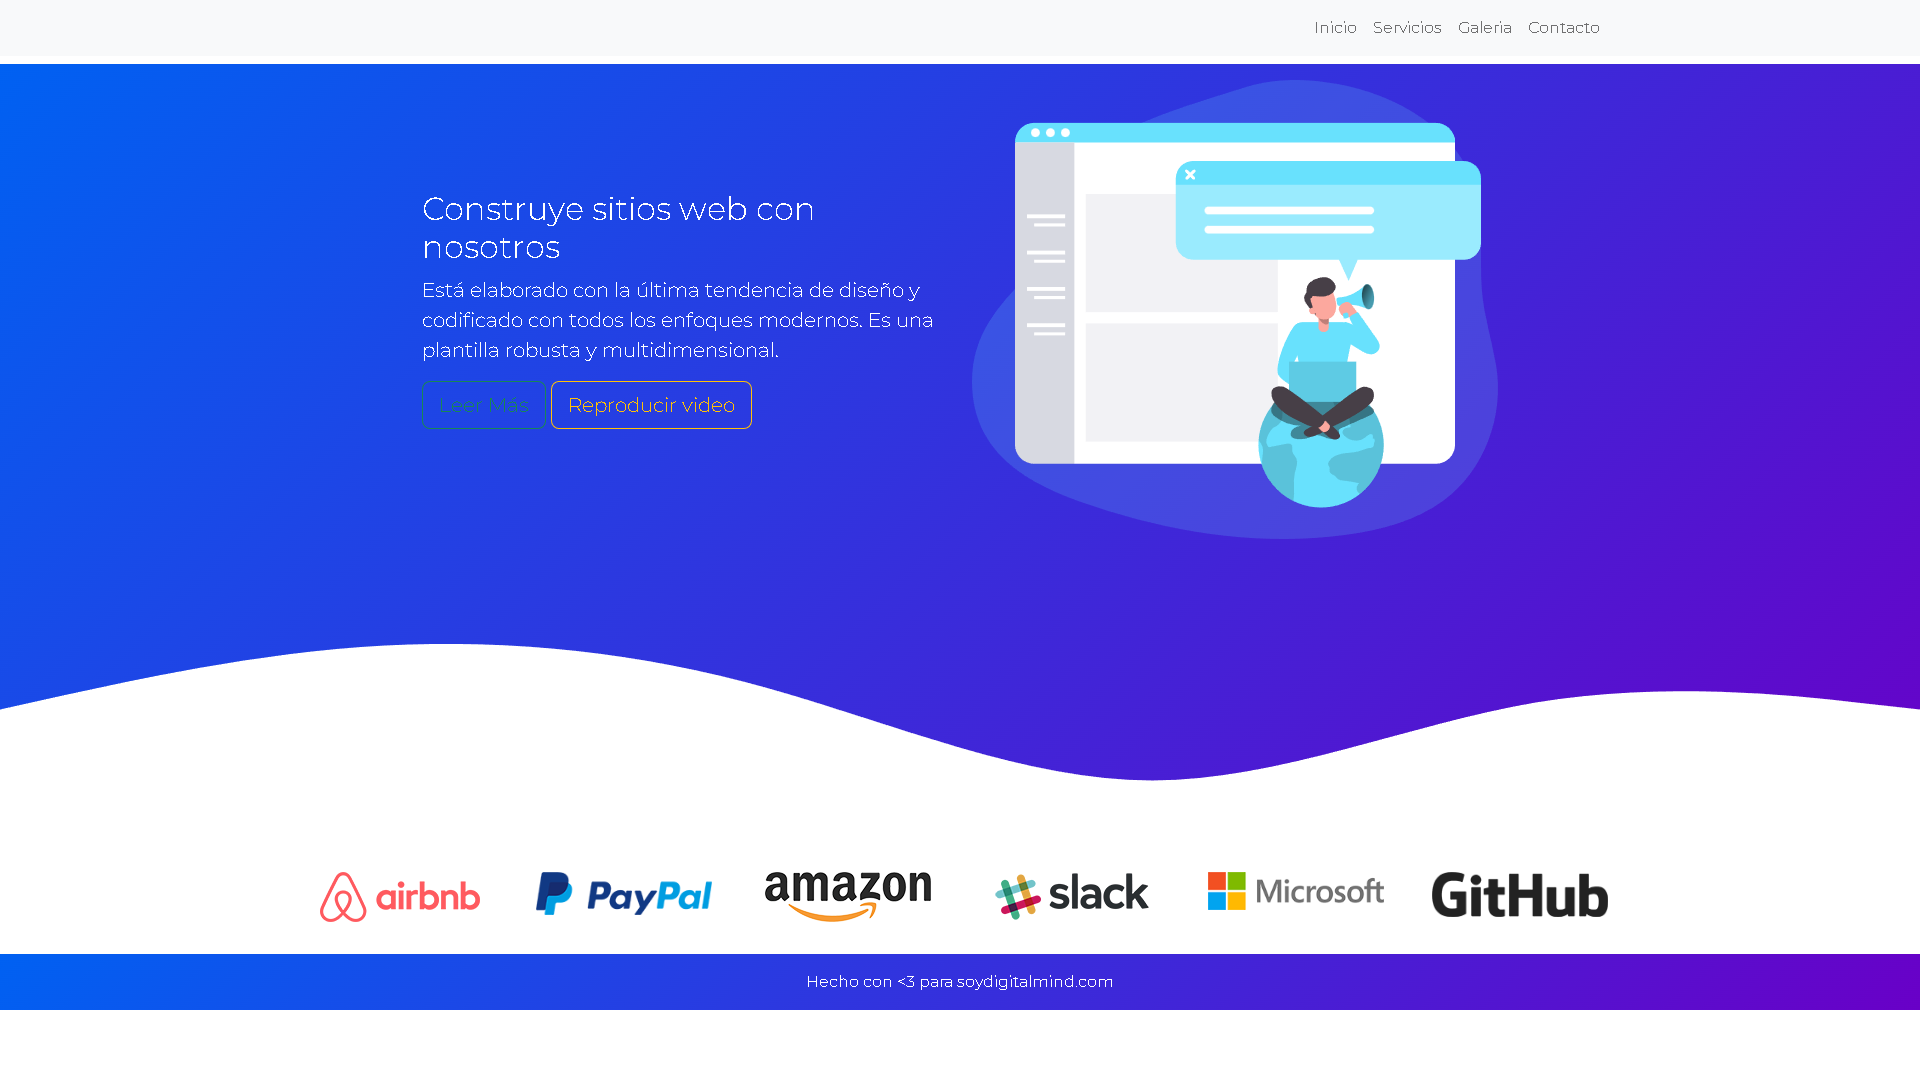 Inicio Servicios Galeria Contacto
Construye sitios web con
nosotros
Está elaborado con la última tendencia de diseño y
codificado con todos los enfoques modernos. Es una
plantilla robusta y multidimensional.
Leer Más Reproducir video
airbnb PayPal amazon slack Microsoft GitHub
Hecho con <3 para soydigitalmind.com